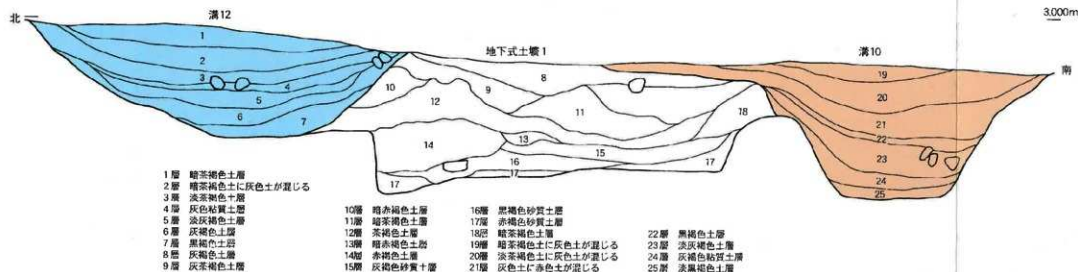 北
溝12
地下式土壙1
溝10
3.000m
南
1
2
3
4
5
6
7
8
9
10
11
12
13
14
15
16
17
17
17
18
19
20
21
22
23
24
25
1層 暗茶褐色土層
2層 暗茶褐色土に灰色土が混じる
3層 淡茶褐色土層
4層 灰色粘質土層
5層 淡灰褐色土層
6層 灰褐色土層
7層 黒褐色土層
8層 灰褐色土層
9層 灰茶褐色土層
10層 暗赤褐色土層
11層 暗茶褐色土層
12層 茶褐色土層
13層 暗赤褐色土層
14層 赤褐色土層
15層 灰褐色砂質土層
16層 黒褐色砂質土層
17層 赤褐色砂質土層
18層 暗茶褐色土層
19層 暗茶褐色土に灰色土が混じる
20層 淡茶褐色土に灰色土が混じる
21層 灰色土に赤色土が混じる
22層 黒褐色土層
23層 淡灰褐色土層
24層 灰褐色粘質土層
25層 淡黒褐色土層